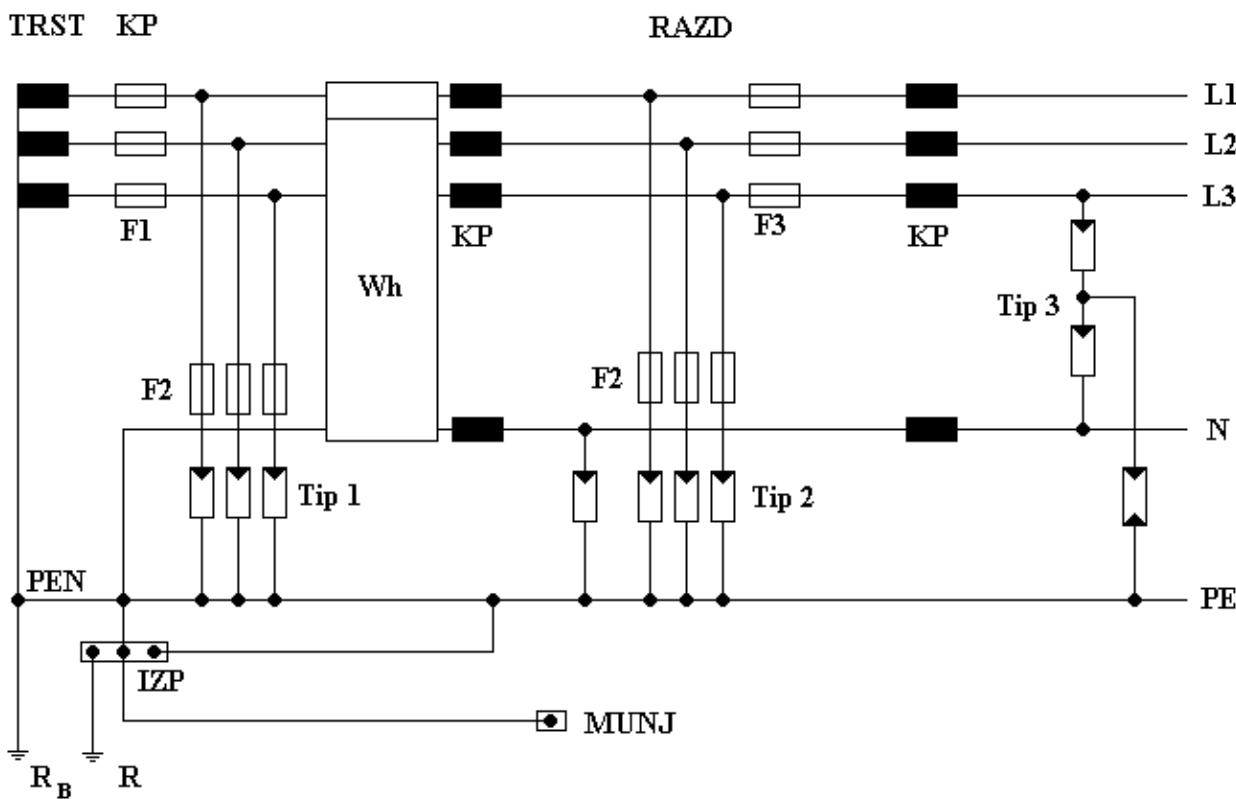 TRST KP RAZD
L1
L2
L3
F1 KP F3 KP
Wh
Tip 3
F2 F2
N
Tip 1 Tip 2
PEN PE
IZP
MUNJ
RB R